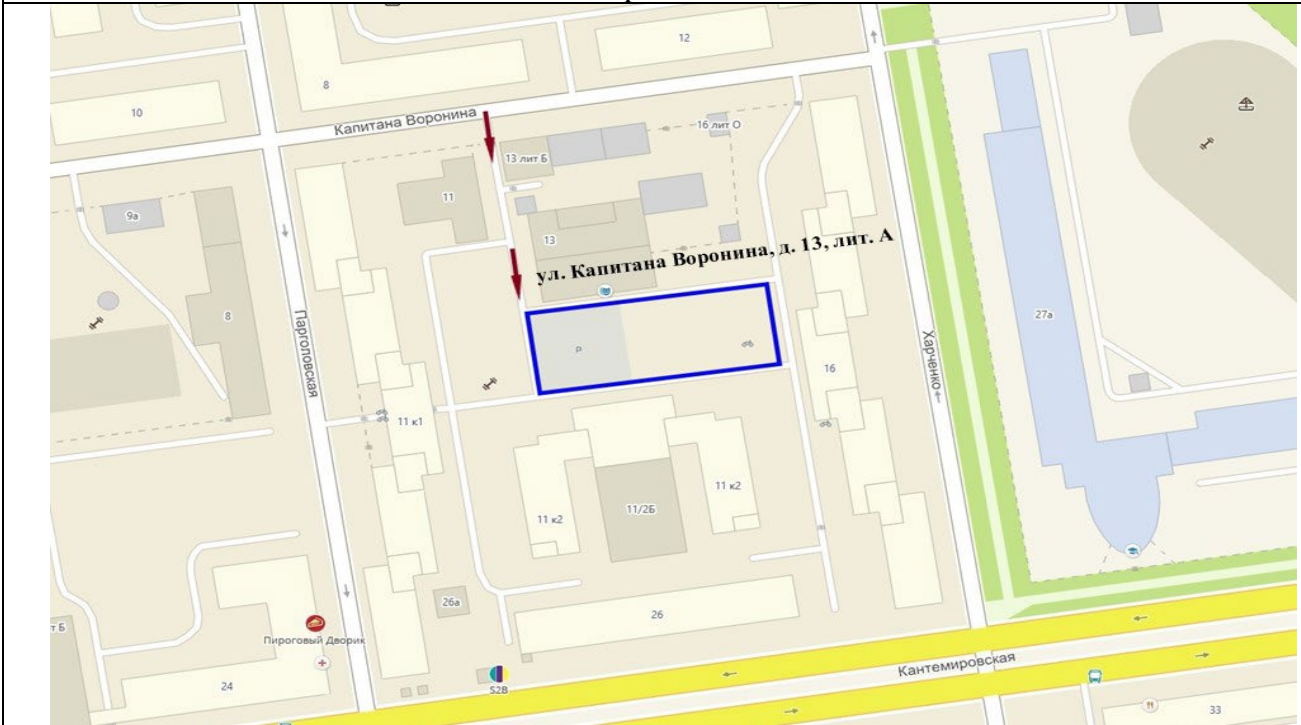 12
8
10
Капитана Воронина
16 лит О
13 лит Б
11
9а
13
ул. Капитана Воронина, д. 13, лит. А
8
27а
Парголовская
P
Харченко
16
11 к1
11 к2
11/2Б
11 к2
26а
26
т Б
Пироговый Дворик
Кантемировская
24
S2B
33